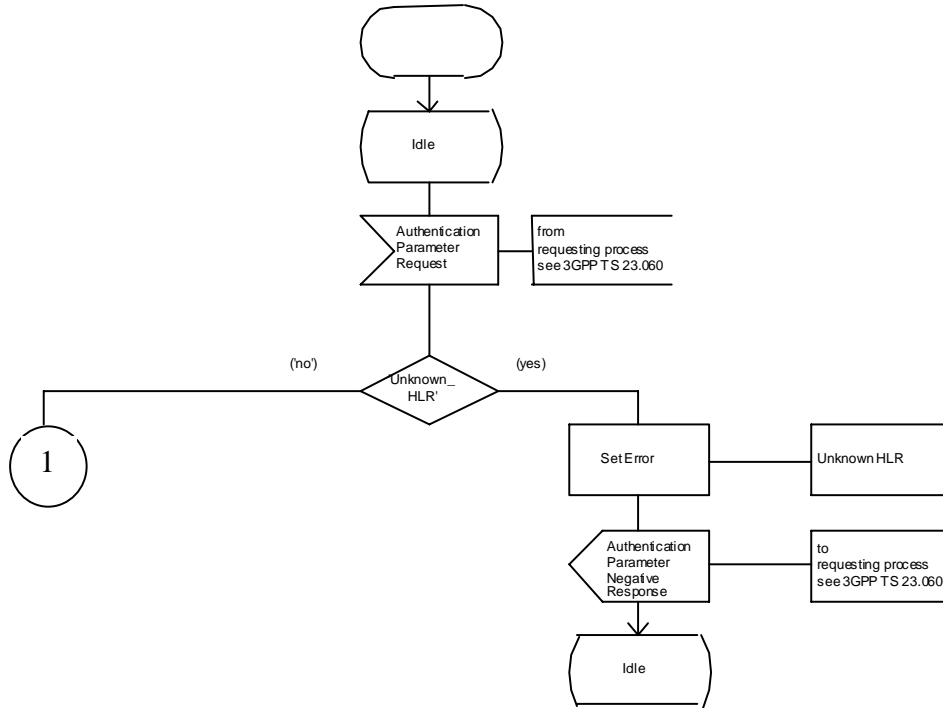 Idle
Authentication
Parameter
Request
from
requesting process
see 3GPP TS 23.060
('no')
'Unknown_
HLR'
(yes)
1
Set Error
Unknown HLR
Authentication
Parameter
Negative
Response
to
requesting process
see 3GPP TS 23.060
Idle